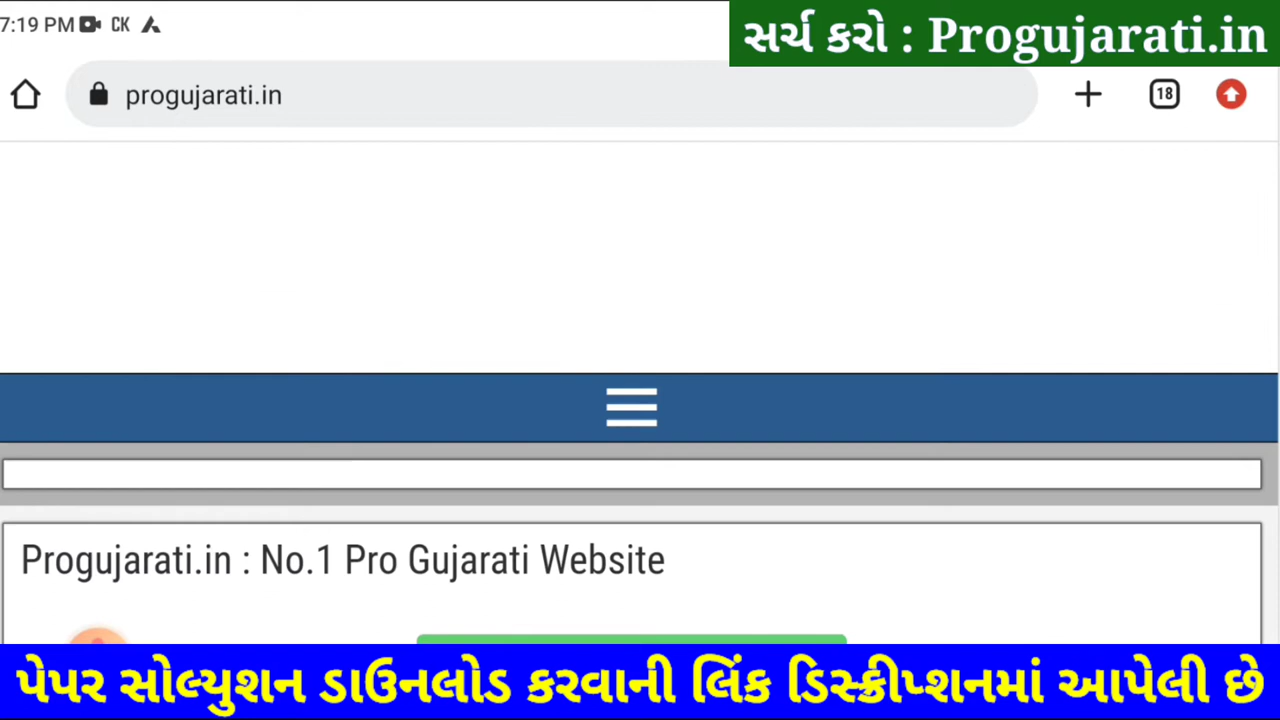 7:19 PM CK
સર્ચ કરો : Progujarati.in
progujarati.in
18
Progujarati.in : No.1 Pro Gujarati Website
પેપર સોલ્યુશન ડાઉનલોડ કરવાની લિંક ડિસ્ક્રીપ્શનમાં આપેલી છે